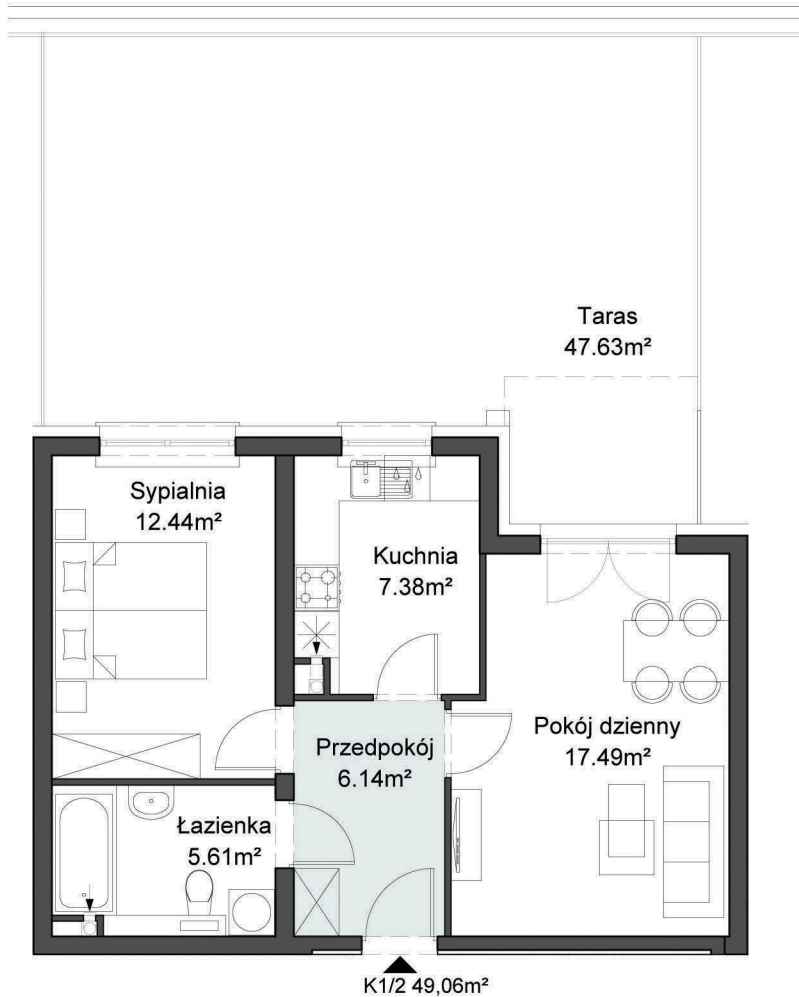 Taras
47.63m²
Sypialnia
12.44m²
Kuchnia
7.38m²
Przedpokój
6.14m²
Pokój dzienny
17.49m²
Łazienka
5.61m²
K1/2 49,06m²